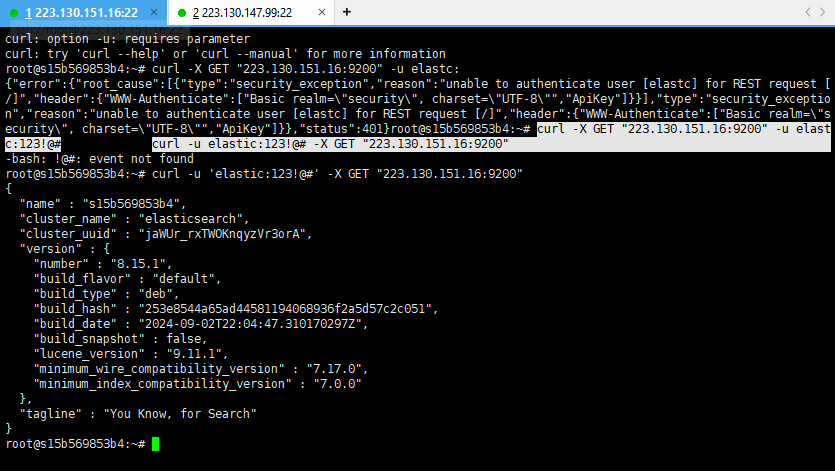 1 223.130.151.16:22 × 2 223.130.147.99:22 × +
curl: option -u: requires parameter
curl: try 'curl --help' or 'curl --manual' for more information
root@s15b569853b4:~# curl -X GET "223.130.151.16:9200" -u elastc:
{"error":{"root_cause":[{"type":"security_exception","reason":"unable to authenticate user [elastc] for REST request [
/]","header":{"WWW-Authenticate":["Basic realm=\"security\", charset=\"UTF-8\"","ApiKey"]}}],"type":"security_exceptio
n","reason":"unable to authenticate user [elastc] for REST request [/]","header":{"WWW-Authenticate":["Basic realm=\"s
ecurity\", charset=\"UTF-8\"","ApiKey"]}},"status":401}root@s15b569853b4:~# curl -X GET "223.130.151.16:9200" -u elast
c:123!@# curl -u elastic:123!@# -X GET "223.130.151.16:9200"
-bash: !@#: event not found
root@s15b569853b4:~# curl -u 'elastic:123!@#' -X GET "223.130.151.16:9200"
{
"name" : "s15b569853b4",
"cluster_name" : "elasticsearch",
"cluster_uuid" : "jaWUr_rxTWOKnqyzVr3orA",
"version" : {
"number" : "8.15.1",
"build_flavor" : "default",
"build_type" : "deb",
"build_hash" : "253e8544a65ad44581194068936f2a5d57c2c051",
"build_date" : "2024-09-02T22:04:47.310170297Z",
"build_snapshot" : false,
"lucene_version" : "9.11.1",
"minimum_wire_compatibility_version" : "7.17.0",
"minimum_index_compatibility_version" : "7.0.0"
},
"tagline" : "You Know, for Search"
}
root@s15b569853b4:~#